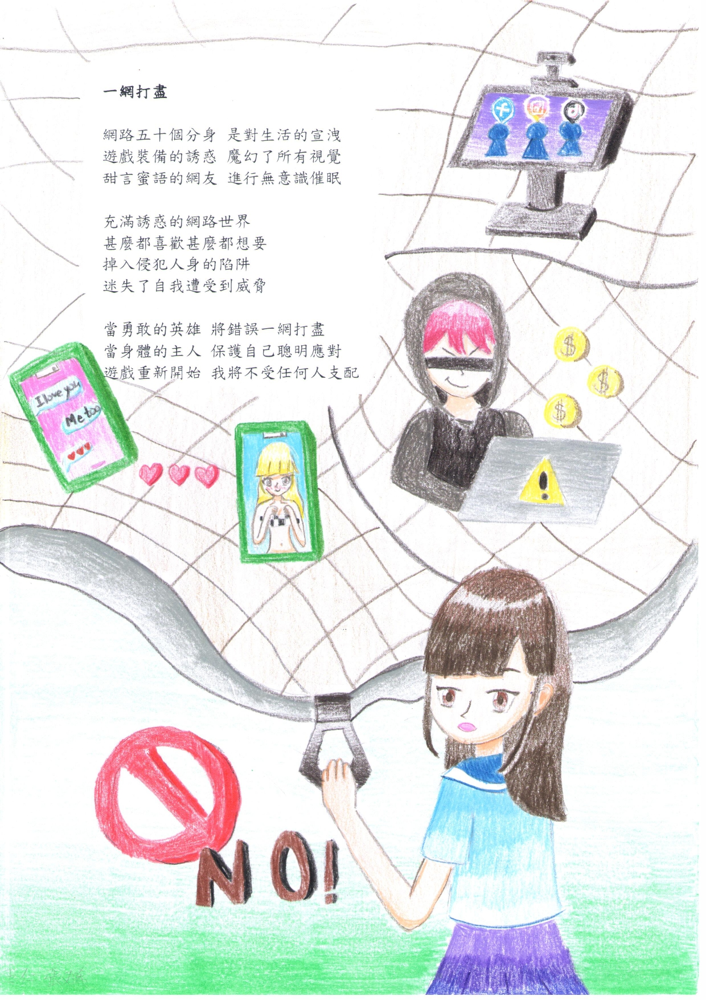 一網打盡
網路五十個分身 是對生活的宣洩
遊戲裝備的誘惑 魔幻了所有視覺
甜言蜜語的網友 進行無意識催眠
充滿誘惑的網路世界
甚麼都喜歡甚麼都想要
掉入侵犯人身的陷阱
迷失了自我遭受到威脅
當勇敢的英雄 將錯誤一網打盡
當身體的主人 保護自己聰明應對
遊戲重新開始 我將不受任何人支配
I love you
Me too
$
$
$
!
NO!